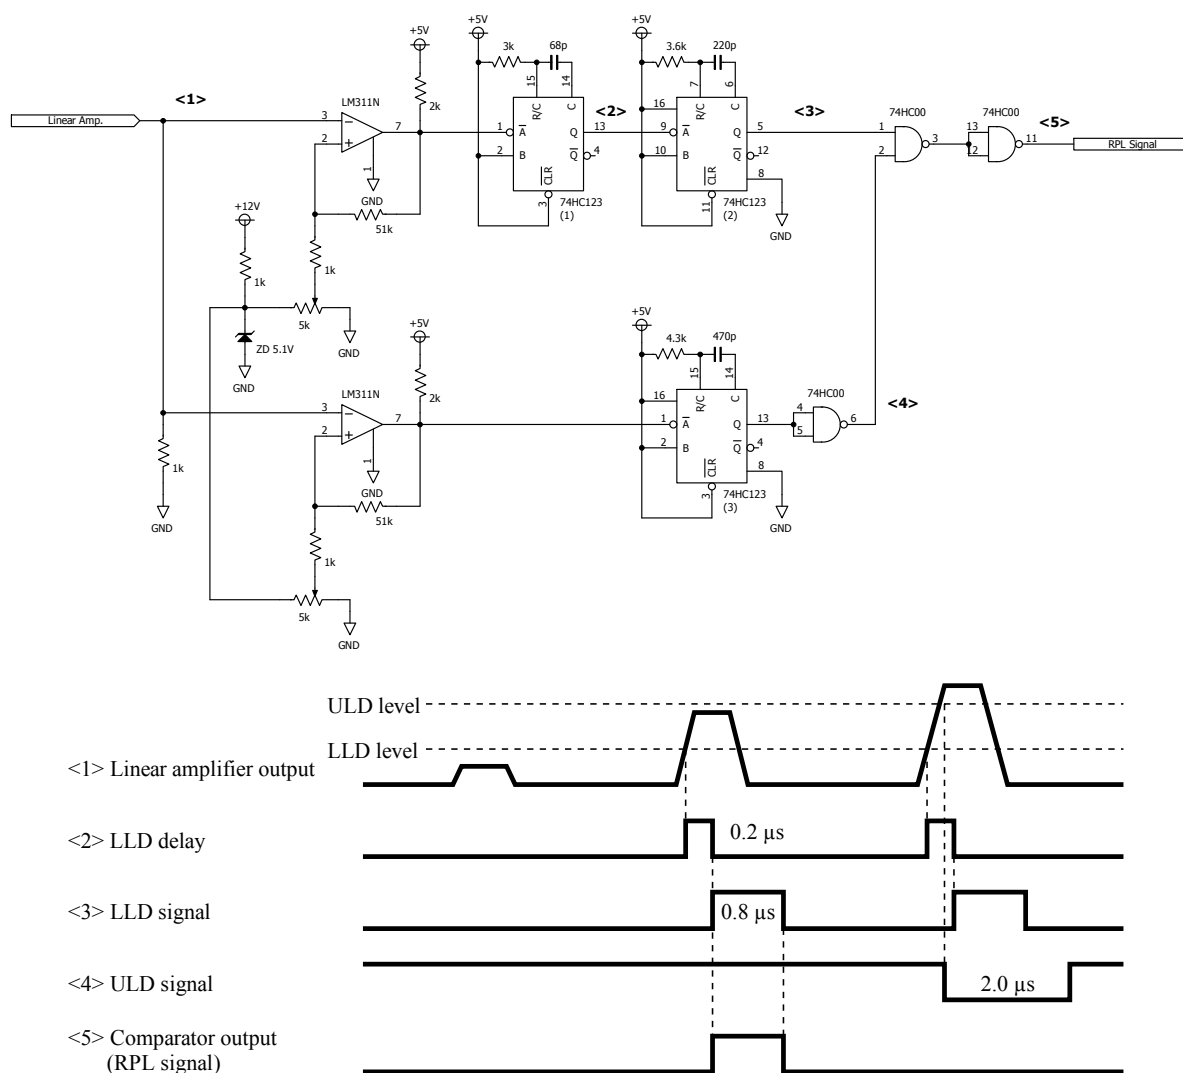 +5V
+5V
+5V
3k
68p
3.6k
220p
15
14
7
6
<1>
LM311N
2k
R/C
C
<2>
16
R/C
C
<3>
74HC00
74HC00
<5>
Linear Amp.
3
7
1
A
Q
13
9
A
Q
5
1
3
13
11
RPL Signal
2
2
B
Q
4
10
B
Q
12
2
12
1
CLR
CLR
8
GND
3
74HC123
(1)
11
74HC123
(2)
+12V
51k
GND
1k
1k
5k
+5V
+5V
ZD 5.1V
GND
4.3k
470p
GND
15
14
LM311N
2k
16
R/C
C
74HC00
<4>
3
7
1
A
Q
13
4
6
2
2
B
Q
4
5
1k
1
CLR
8
GND
3
74HC123
(3)
GND
GND
51k
1k
5k
GND
ULD level
LLD level
<1> Linear amplifier output
<2> LLD delay
0.2 µs
<3> LLD signal
0.8 µs
<4> ULD signal
2.0 µs
<5> Comparator output
(RPL signal)